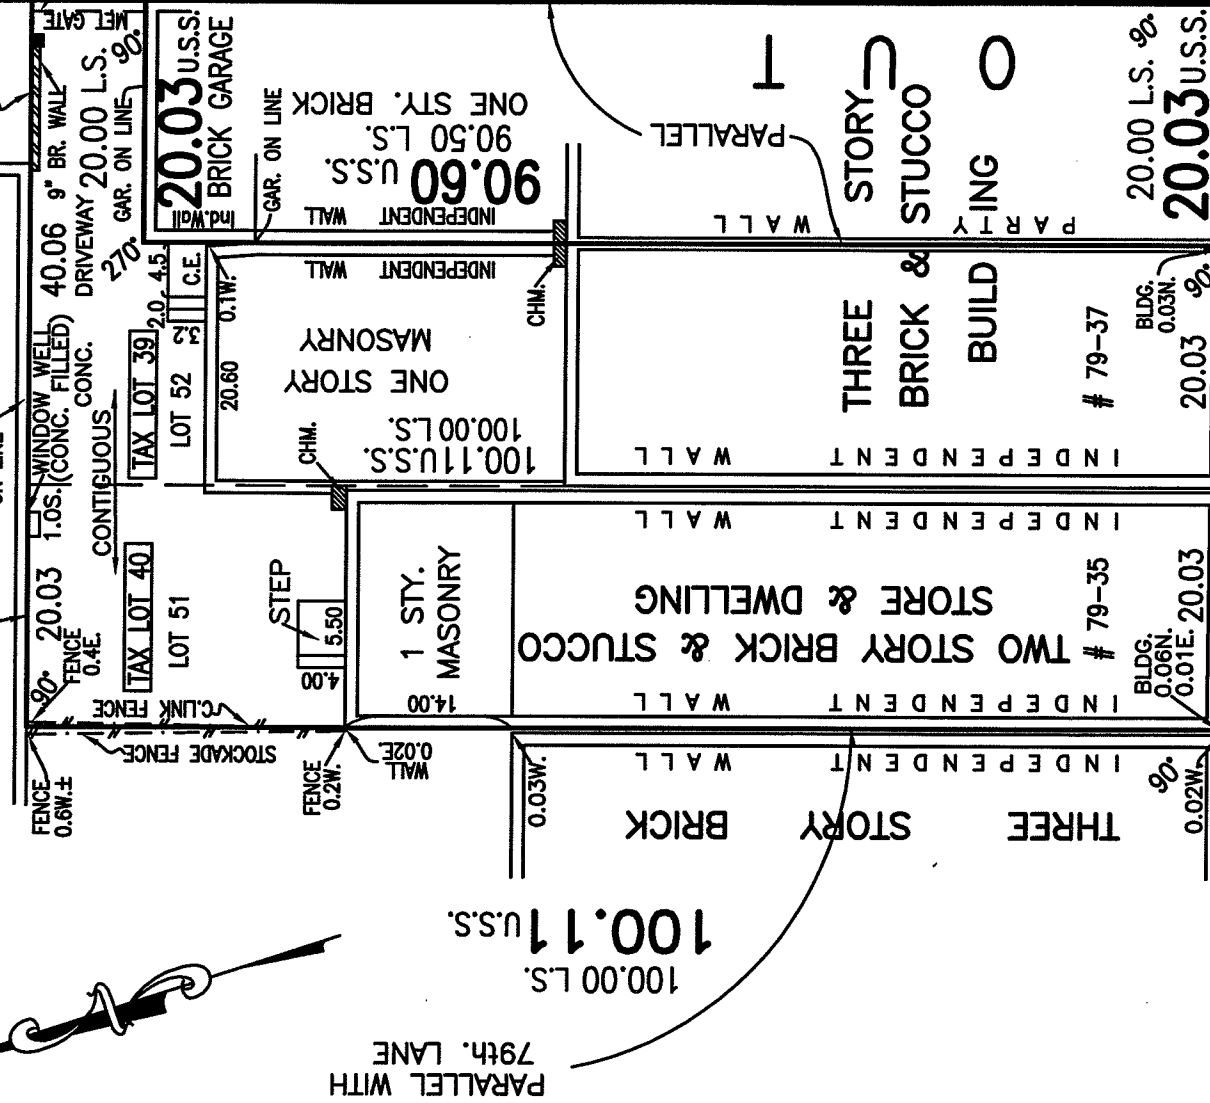 MET. GATE
9" BR. WALL
DRIVEWAY 20.00 L.S.
GAR. ON LINE
90°
20.03 U.S.S.
BRICK GARAGE
Ind.Wall
GAR. ON LINE
ONE STY. BRICK
90.50 L.S.
90.60 U.S.S.
INDEPENDENT WALL
INDEPENDENT WALL
PARALLEL
T
U
O
THREE STORY
BRICK & STUCCO
BUILDING
PARTY WALL
20.00 L.S. 90°
20.03 U.S.S.
40.06
270°
WINDOW WELL
1.0S. (CONC. FILLED)
CONC.
CONTIGUOUS
TAX LOT 39
LOT 52
2.0 4.5
C.E.
3.2
0.1W.
20.60
ONE STORY
MASONRY
100.00 L.S.
100.11 U.S.S.
CHM.
CHM.
# 79-37
BLDG.
0.03N.
90°
20.03
INDEPENDENT WALL
INDEPENDENT WALL
20.03
90°
FENCE
0.4E.
TAX LOT 40
LOT 51
STEP
5.50
4.00
1 STY.
MASONRY
14.00
TWO STORY BRICK & STUCCO
STORE & DWELLING
# 79-35
BLDG.
0.06N.
0.01E.
20.03
INDEPENDENT WALL
INDEPENDENT WALL
C.LINK FENCE
STOCKADE FENCE
FENCE
0.6W.±
FENCE
0.2W.
WALL
0.02E.
0.03W.
THREE STORY BRICK
90°
0.02W.
100.00 L.S.
100.11 U.S.S.
PARALLEL WITH
79th. LANE